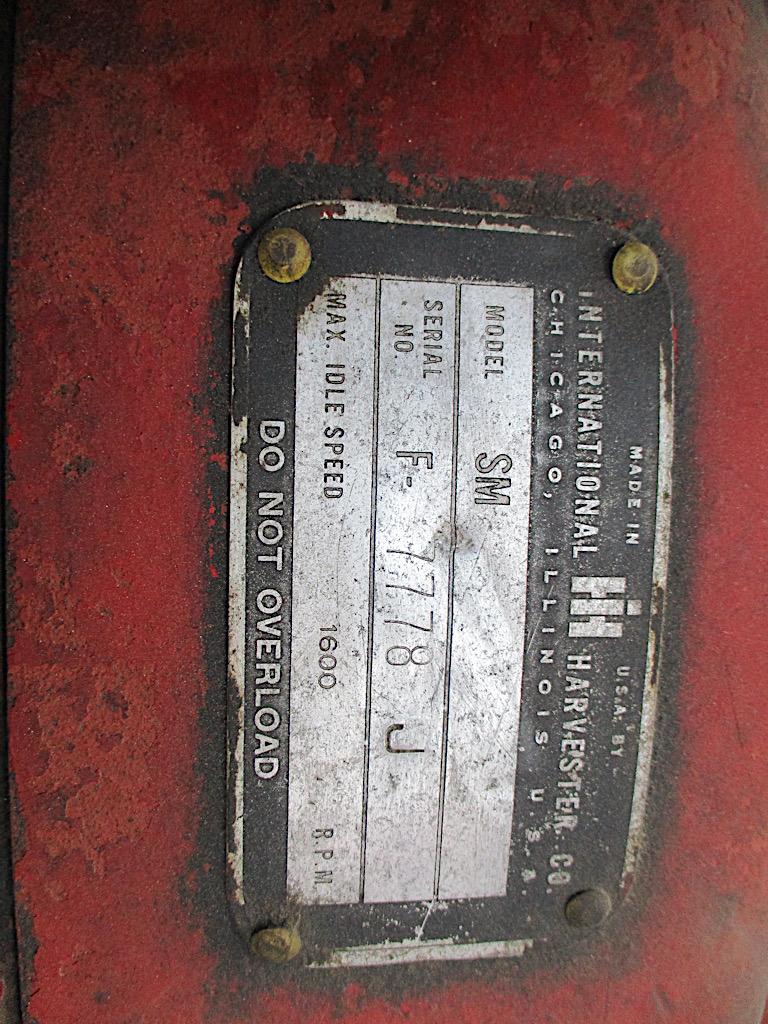 MADE IN U.S.A. BY
INTERNATIONAL IH HARVESTER CO.
CHICAGO, ILLINOIS U.S.A.
MODEL SM
SERIAL NO. F- 7778 J
MAX. IDLE SPEED 1600 R.P.M.
DO NOT OVERLOAD